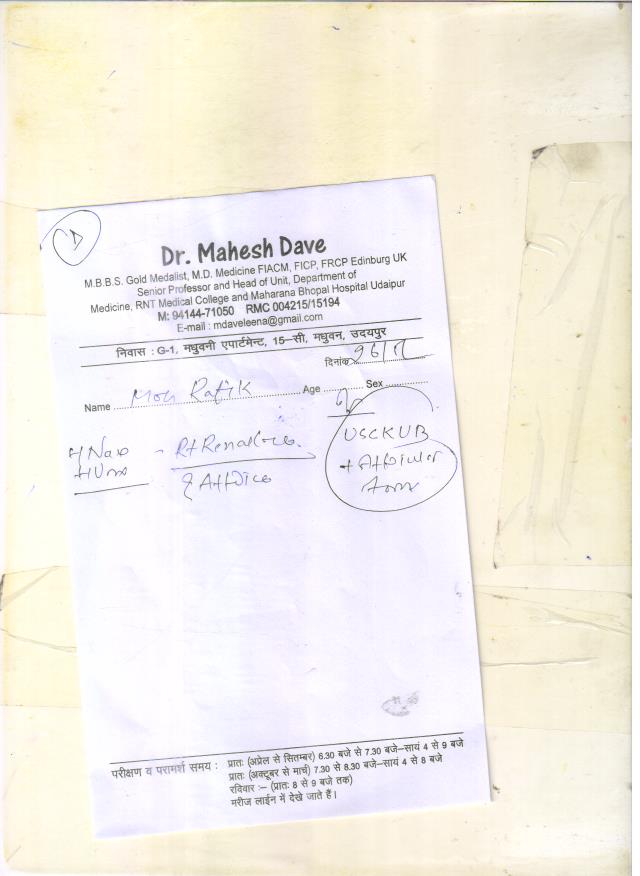 D
Dr. Mahesh Dave
M.B.B.S. Gold Medalist, M.D. Medicine FIACM, FICP, FRCP Edinburg UK
Senior Professor and Head of Unit, Department of
Medicine, RNT Medical College and Maharana Bhopal Hospital Udaipur
M: 94144-71050 RMC 004215/15194
E-mail : mdaveleena@gmail.com
निवास : G-1, मधुवनी एपार्टमेन्ट, 15–सी, मधुवन, उदयपुर
दिनांक
Name Moh Rafik Age Sex
USCKUB
Rt Renal
परीक्षण व परामर्श समय : प्रातः (अप्रेल से सितम्बर) 6.30 बजे से 7.30 बजे–सायं 4 से 9 बजे
प्रातः (अक्टूबर से मार्च) 7.30 से 8.30 बजे–सायं 4 से 8 बजे
रविवार :– (प्रातः 8 से 9 बजे तक)
मरीज लाईन में देखे जाते हैं।